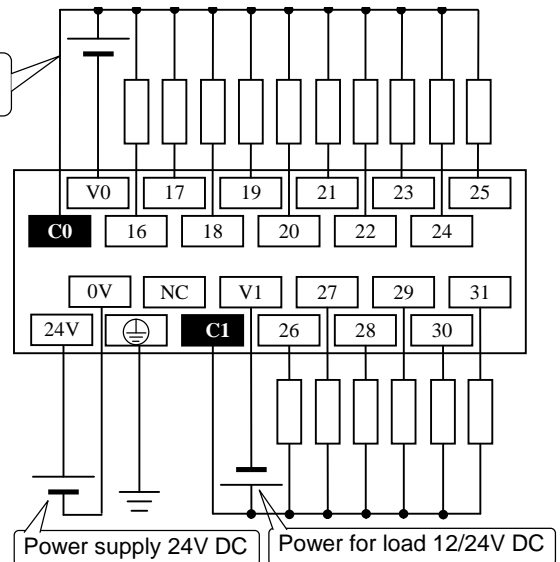 V0 17 19 21 23 25
C0 16 18 20 22 24
0V NC V1 27 29 31
24V C1 26 28 30
Power supply 24V DC
Power for load 12/24V DC